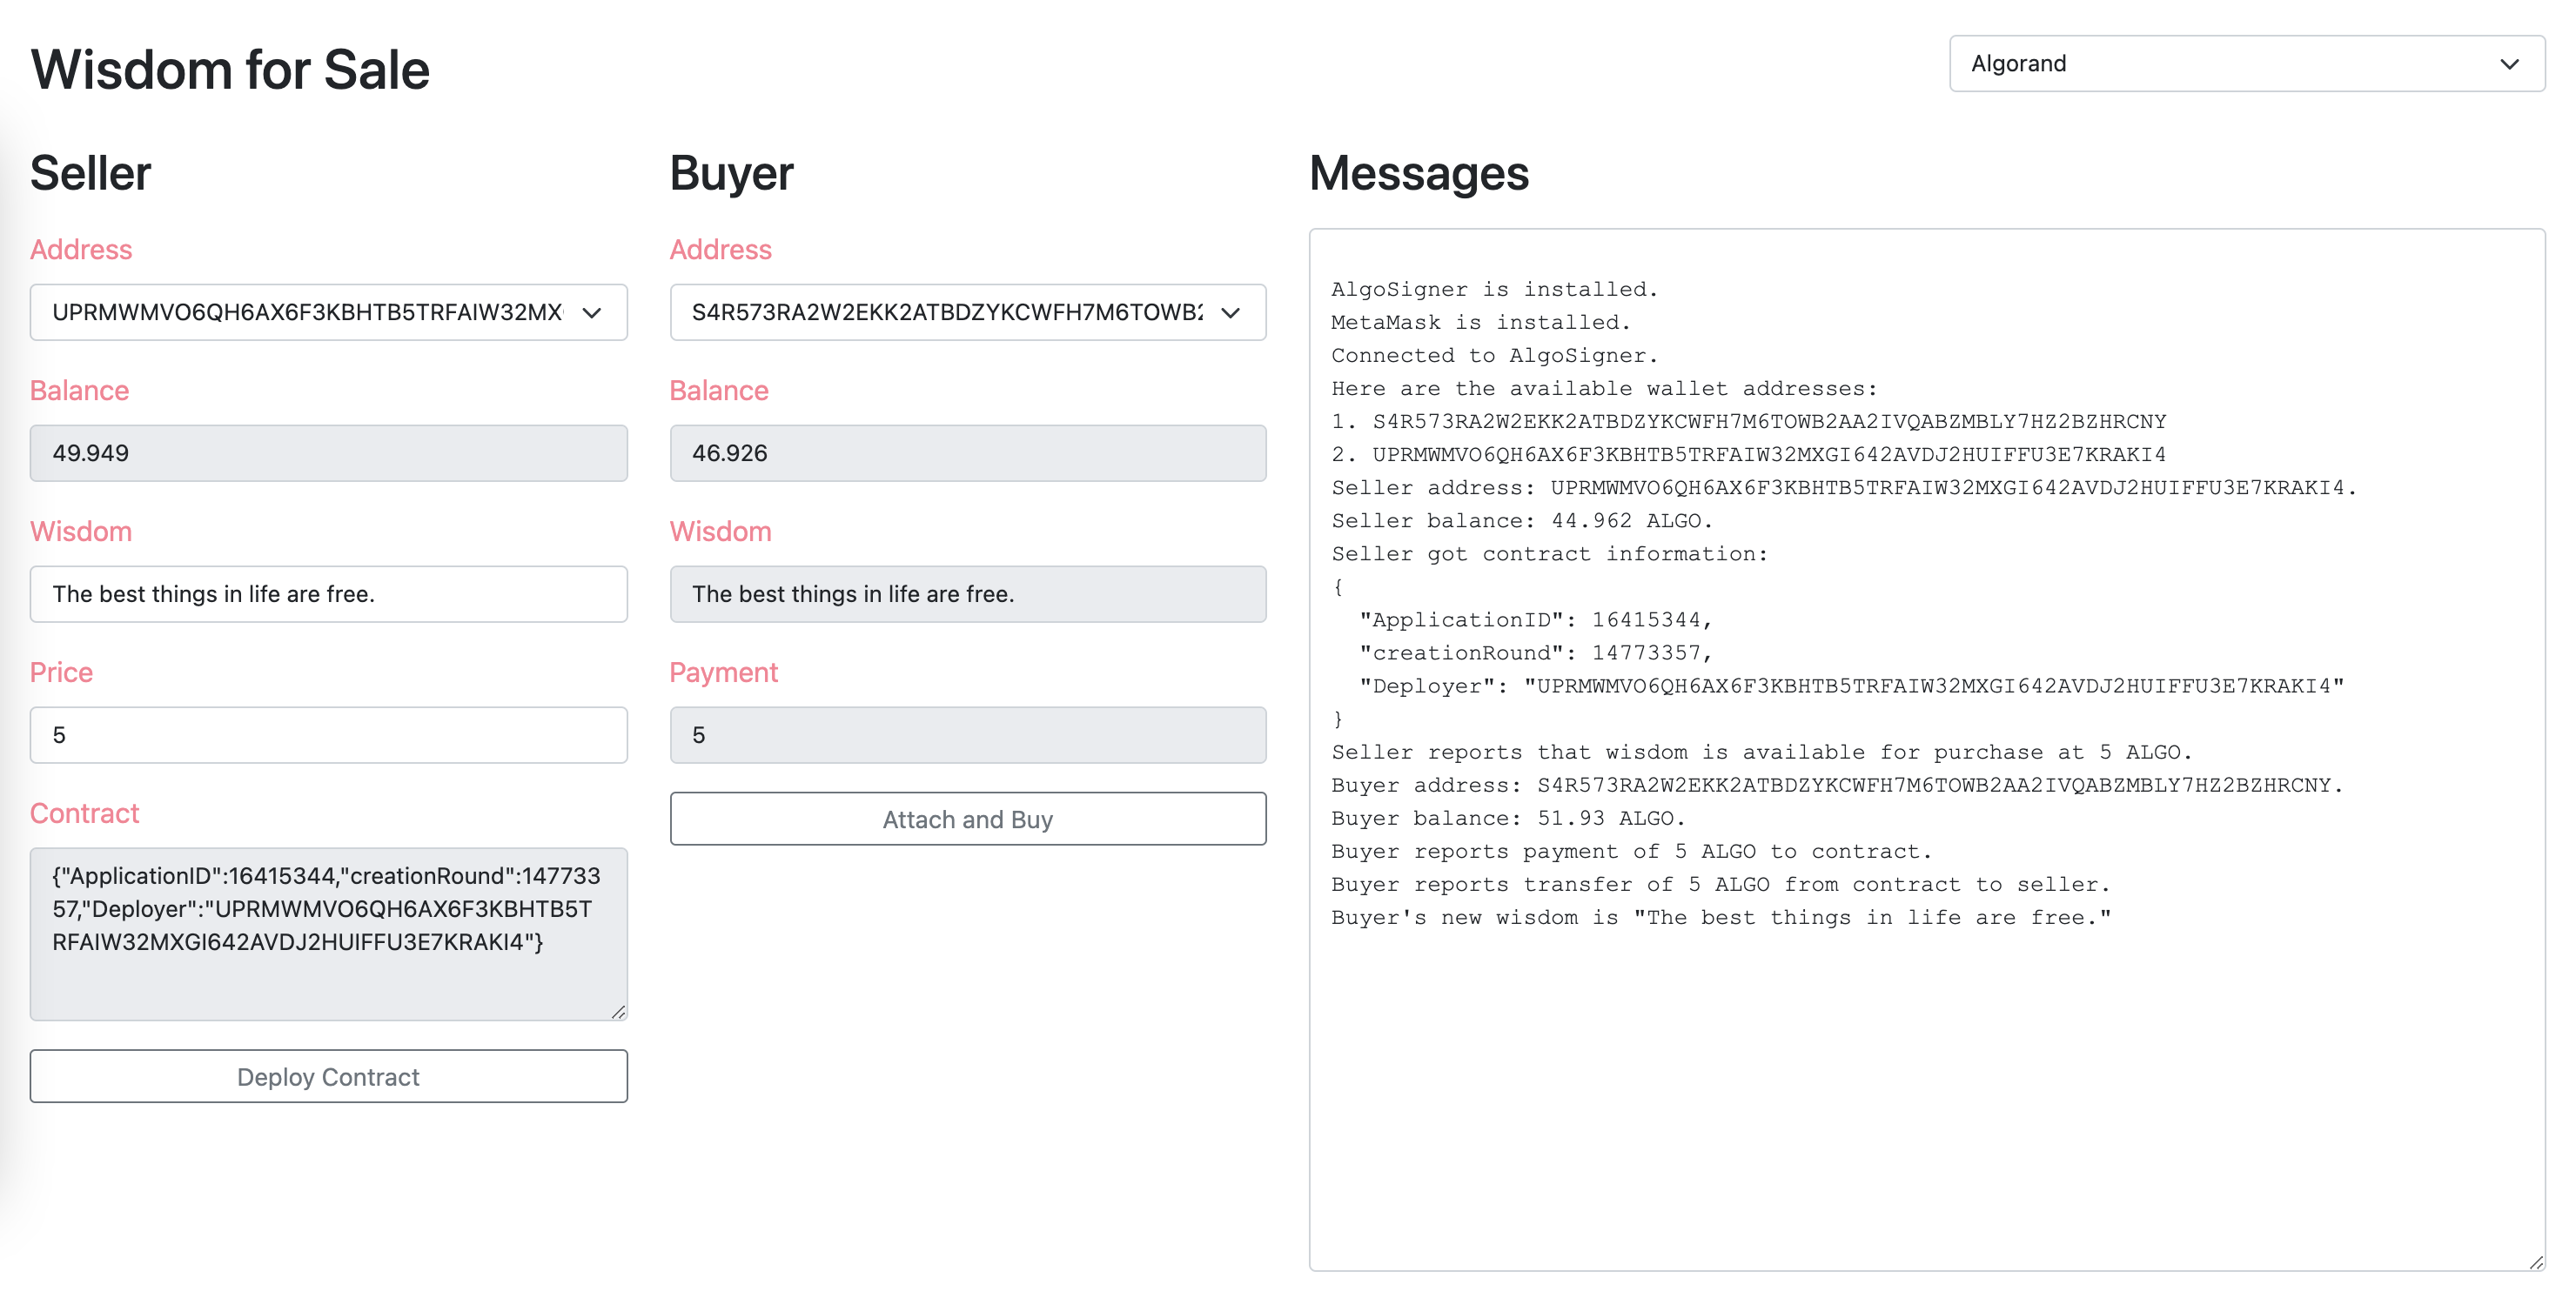 Wisdom for Sale
Algorand
Seller
Address
UPRMWMVO6QH6AX6F3KBHTB5TRFAIW32MX
Balance
49.949
Wisdom
The best things in life are free.
Price
5
Contract
{"ApplicationID":16415344,"creationRound":147733
57,"Deployer":"UPRMWMVO6QH6AX6F3KBHTB5T
RFAIW32MXGI642AVDJ2HUIFFU3E7KRAKI4"}
Deploy Contract
Buyer
Address
S4R573RA2W2EKK2ATBDZYKCWFH7M6TOWB2
Balance
46.926
Wisdom
The best things in life are free.
Payment
5
Attach and Buy
Messages
AlgoSigner is installed.
MetaMask is installed.
Connected to AlgoSigner.
Here are the available wallet addresses:
1. S4R573RA2W2EKK2ATBDZYKCWFH7M6TOWB2AA2IVQABZMBLY7HZ2BZHRCNY
2. UPRMWMVO6QH6AX6F3KBHTB5TRFAIW32MXGI642AVDJ2HUIFFU3E7KRAKI4
Seller address: UPRMWMVO6QH6AX6F3KBHTB5TRFAIW32MXGI642AVDJ2HUIFFU3E7KRAKI4.
Seller balance: 44.962 ALGO.
Seller got contract information:
{
  "ApplicationID": 16415344,
  "creationRound": 14773357,
  "Deployer": "UPRMWMVO6QH6AX6F3KBHTB5TRFAIW32MXGI642AVDJ2HUIFFU3E7KRAKI4"
}
Seller reports that wisdom is available for purchase at 5 ALGO.
Buyer address: S4R573RA2W2EKK2ATBDZYKCWFH7M6TOWB2AA2IVQABZMBLY7HZ2BZHRCNY.
Buyer balance: 51.93 ALGO.
Buyer reports payment of 5 ALGO to contract.
Buyer reports transfer of 5 ALGO from contract to seller.
Buyer's new wisdom is "The best things in life are free."